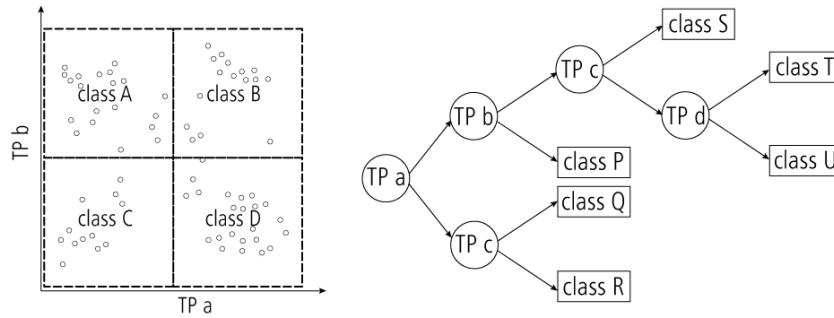 TP b
class A
class B
class C
class D
TP a
TP a
TP b
TP c
class S
TP d
class T
class U
class P
TP c
class Q
class R